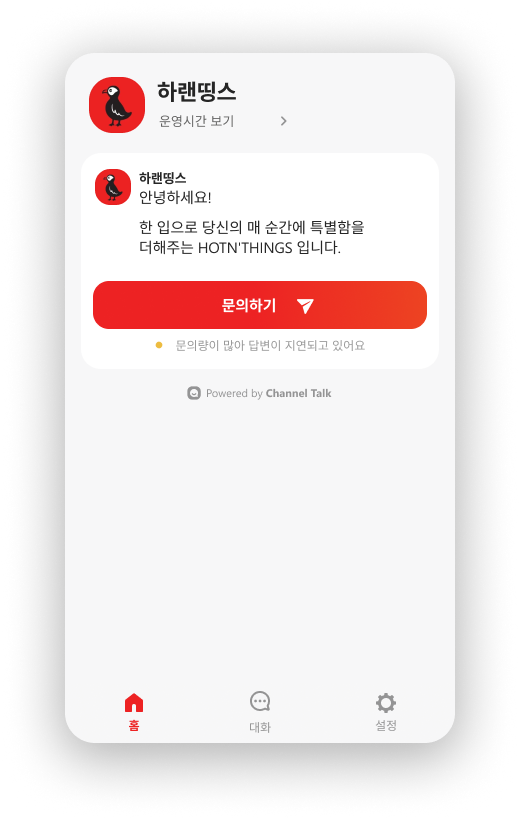 하랜띵스
운영시간 보기
하랜띵스
안녕하세요!
한 입으로 당신의 매 순간에 특별함을
더해주는 HOTN'THINGS 입니다.
문의하기
문의량이 많아 답변이 지연되고 있어요
Powered by Channel Talk
홈
대화
설정